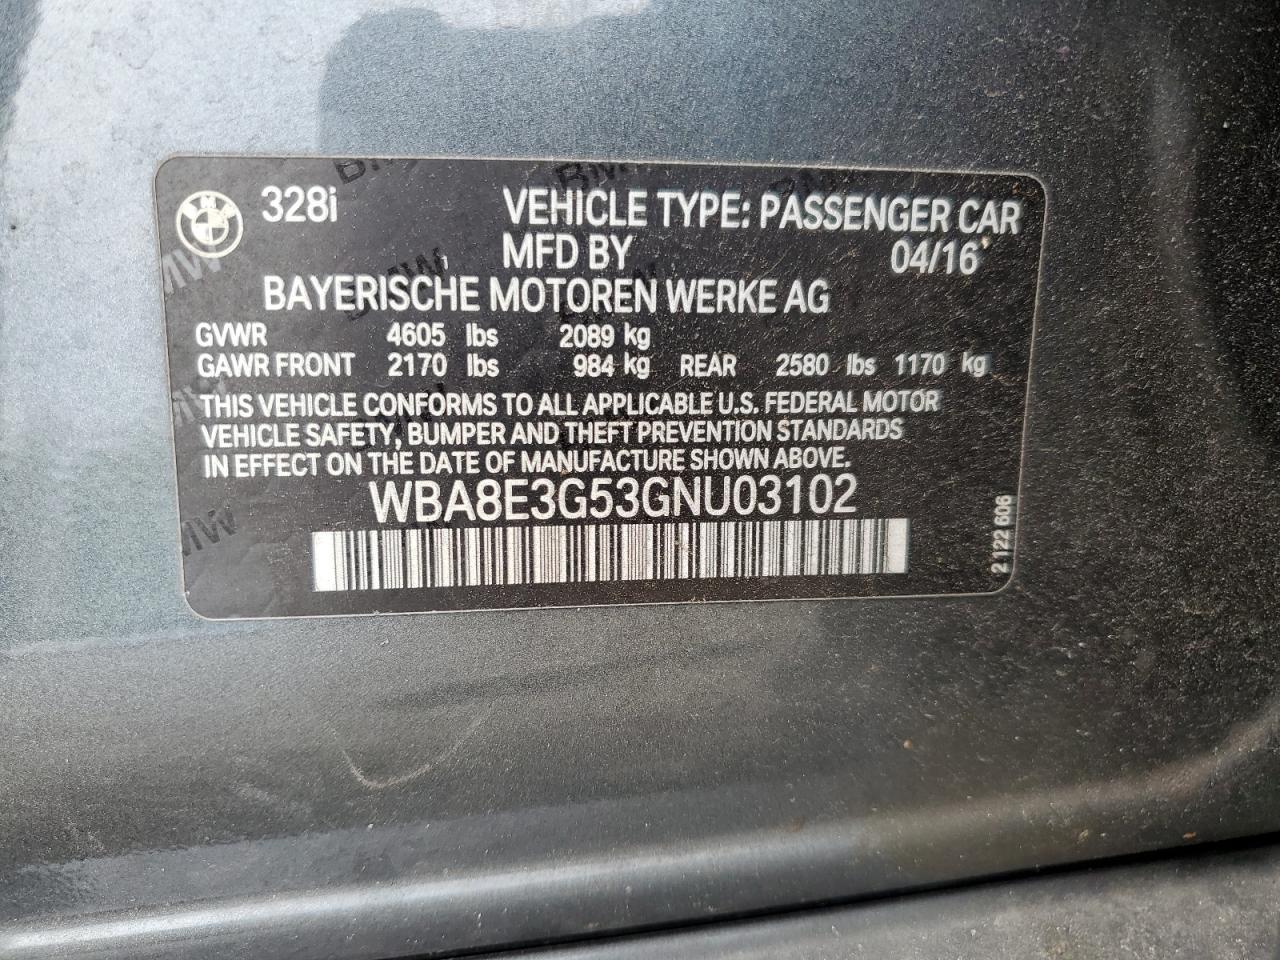 328i VEHICLE TYPE: PASSENGER CAR
MFD BY 04/16
BAYERISCHE MOTOREN WERKE AG
GVWR 4605 lbs 2089 kg
GAWR FRONT 2170 lbs 984 kg REAR 2580 lbs 1170 kg
THIS VEHICLE CONFORMS TO ALL APPLICABLE U.S. FEDERAL MOTOR
VEHICLE SAFETY, BUMPER AND THEFT PREVENTION STANDARDS
IN EFFECT ON THE DATE OF MANUFACTURE SHOWN ABOVE.
WBA8E3G53GNU03102
2 122 606